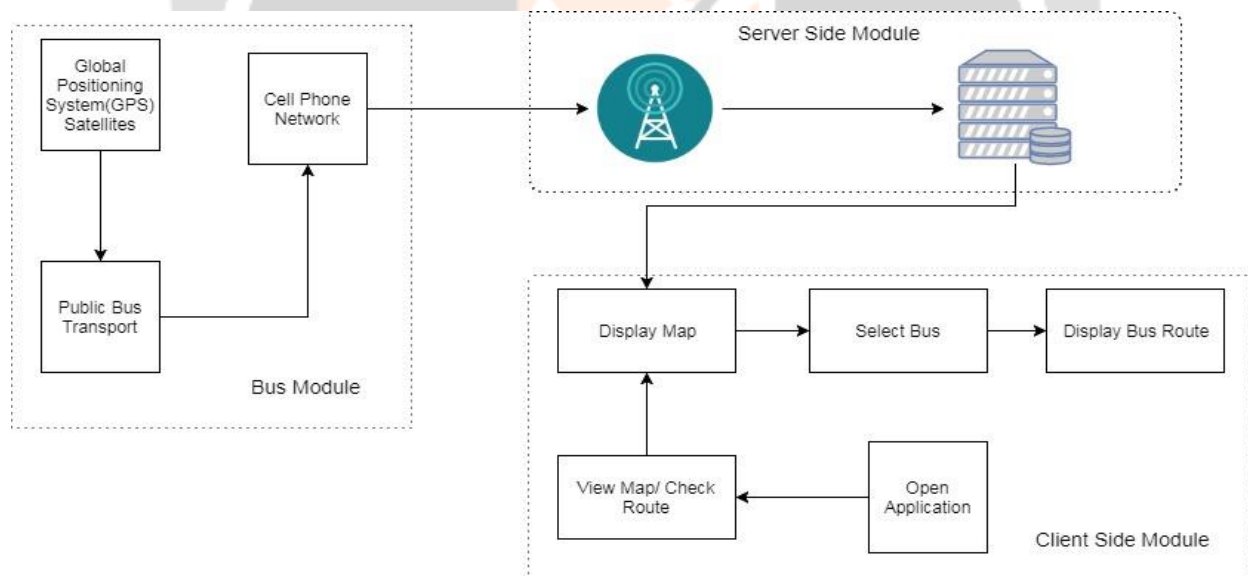 Global
Positioning
System(GPS)
Satellites
Cell Phone
Network
Public Bus
Transport
Bus Module
Server Side Module
Display Map
Select Bus
Display Bus Route
View Map/ Check
Route
Open
Application
Client Side Module